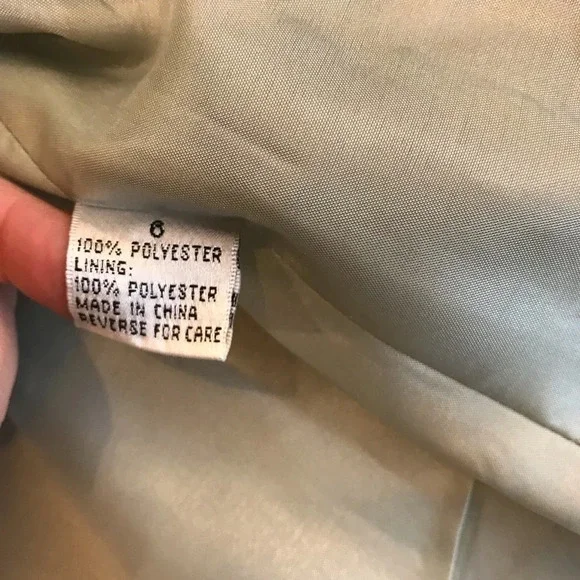 6
100% POLYESTER
LINING:
100% POLYESTER
MADE IN CHINA
REVERSE FOR CARE